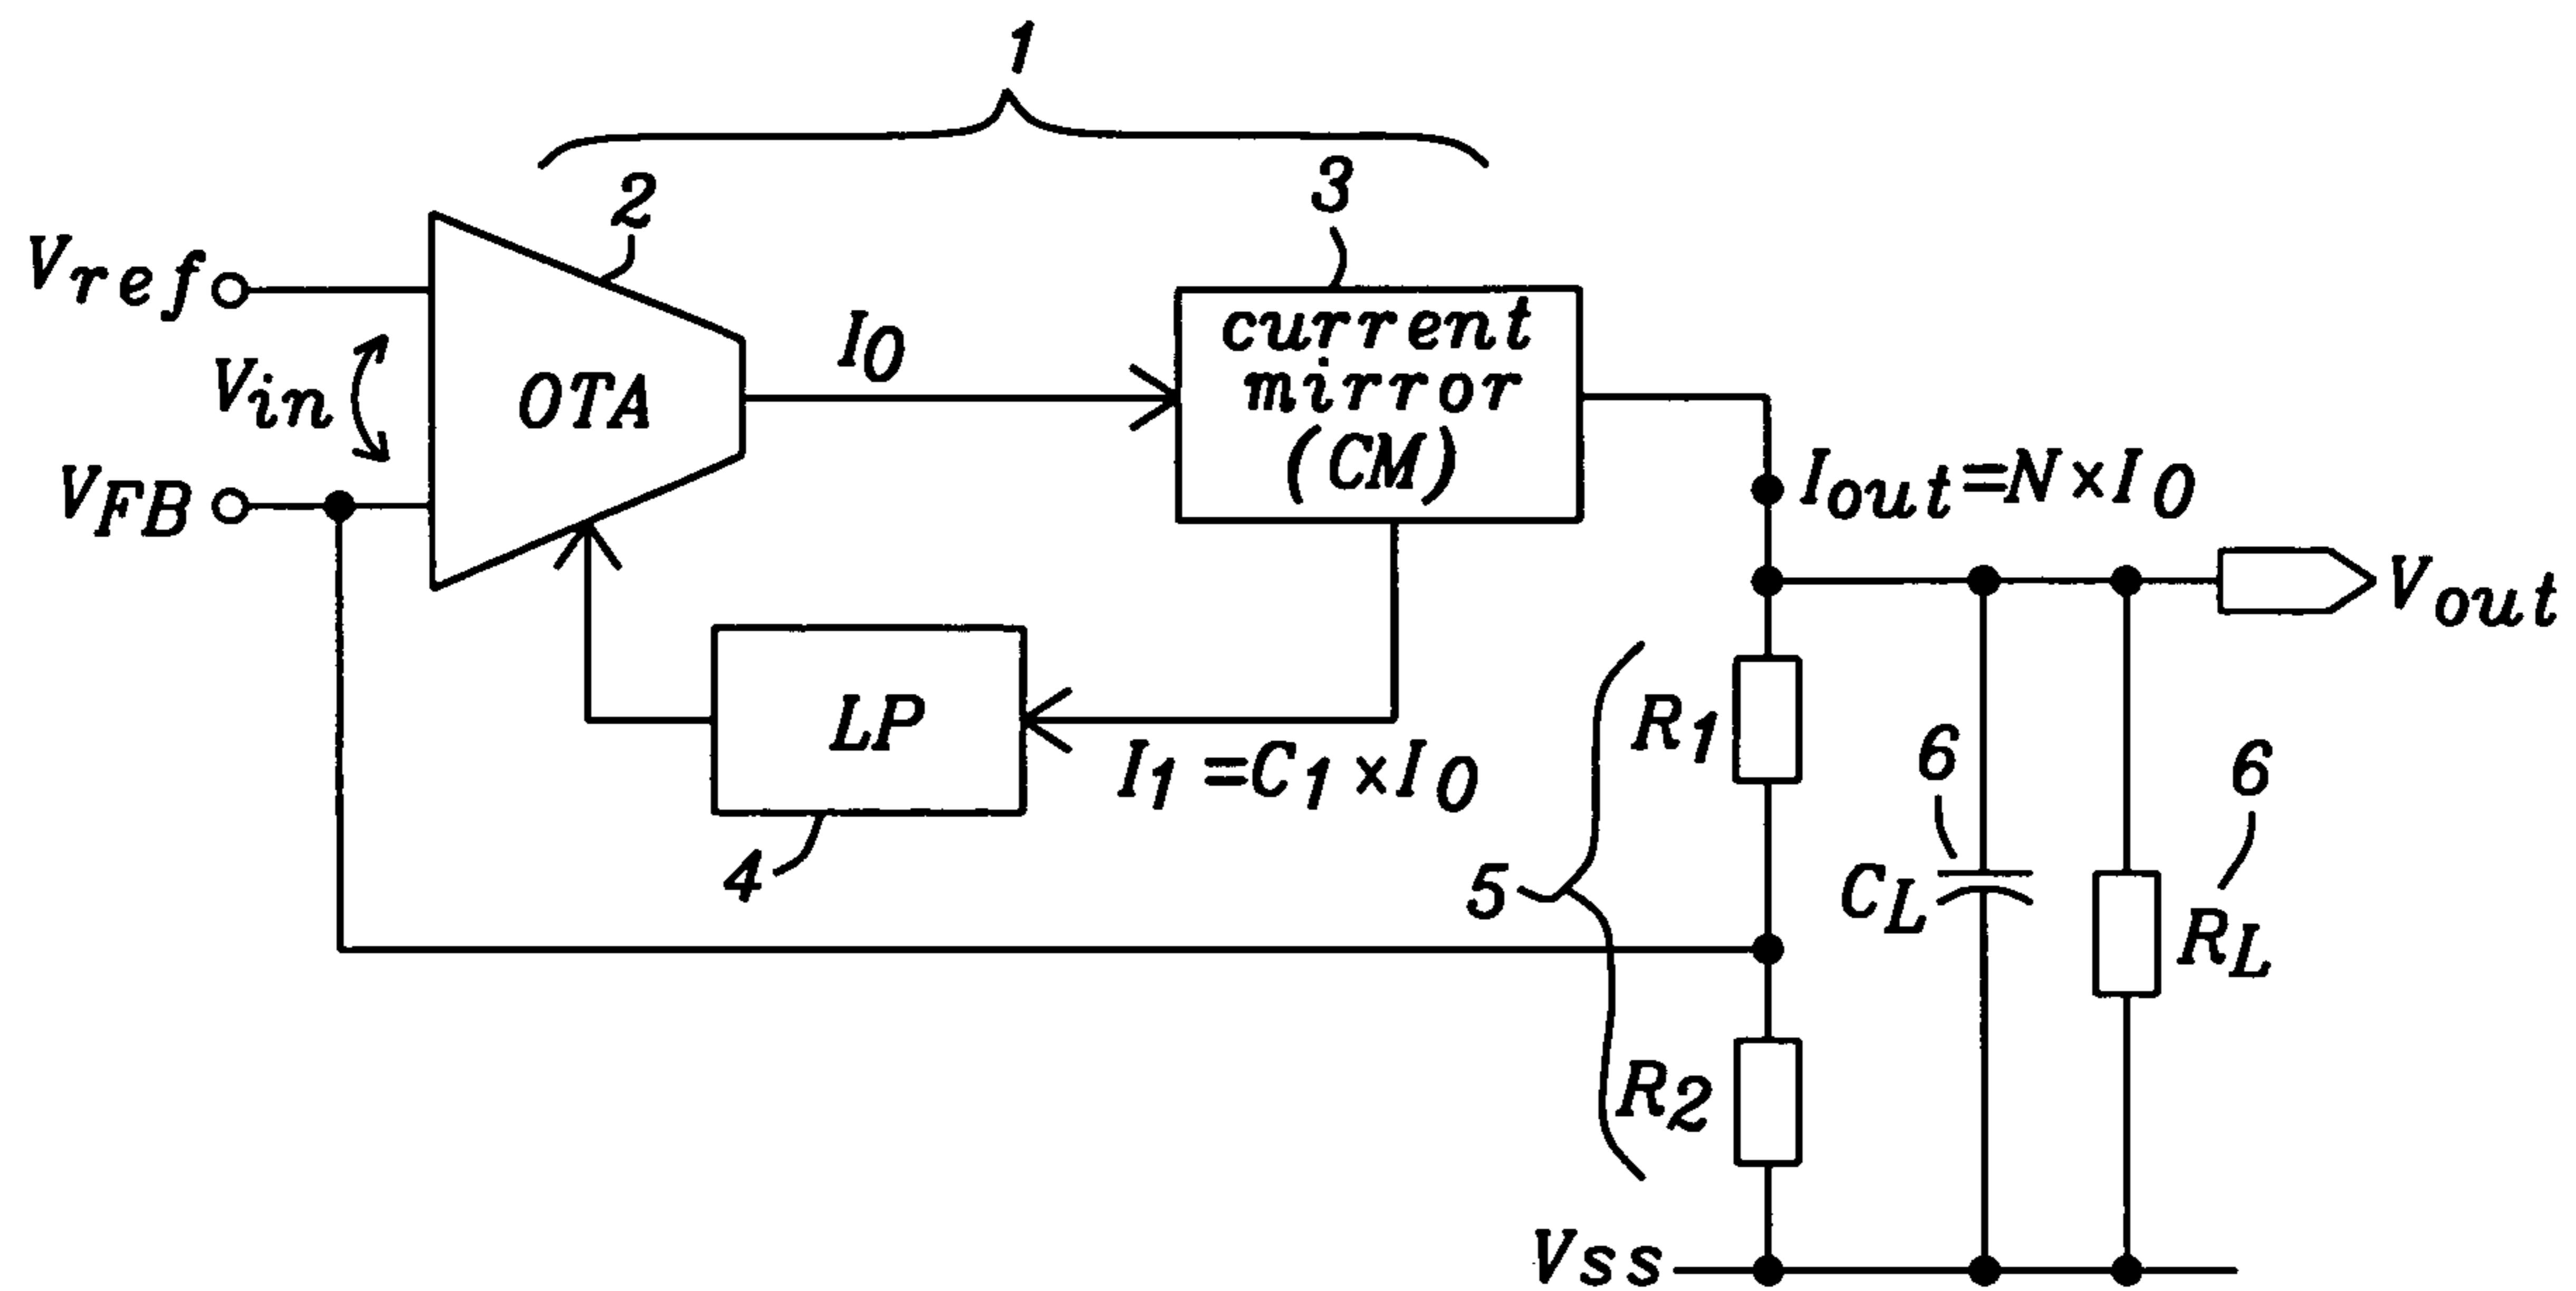 1
2
3
Vref
Vin
VFB
OTA
I0
current
mirror
(CM)
Iout=N×I0
Vout
LP
I1=C1×I0
4
5
R1
6
6
CL
RL
R2
Vss